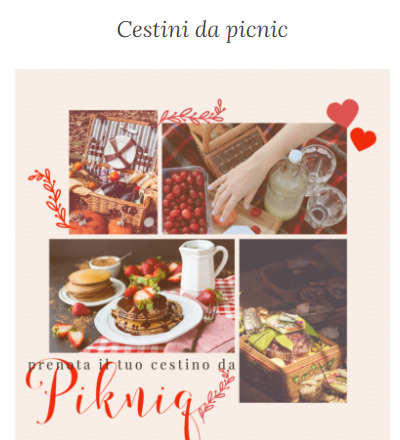 Cestini da picnic
prenota il tuo cestino da
Pikniq